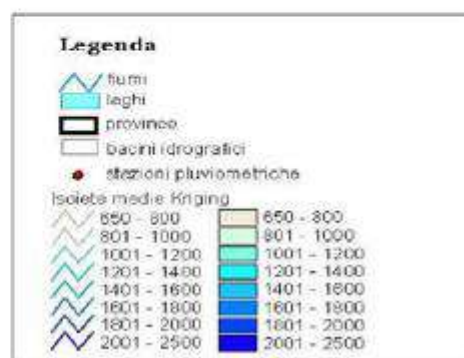 Legenda
fiumi
laghi
province
bacini idrografici
stazioni pluviometriche
Isoiete medie Kriging
650 - 800 650 - 800
801 - 1000 801 - 1000
1001 - 1200 1001 - 1200
1201 - 1400 1201 - 1400
1401 - 1600 1401 - 1600
1601 - 1800 1601 - 1800
1801 - 2000 1801 - 2000
2001 - 2500 2001 - 2500